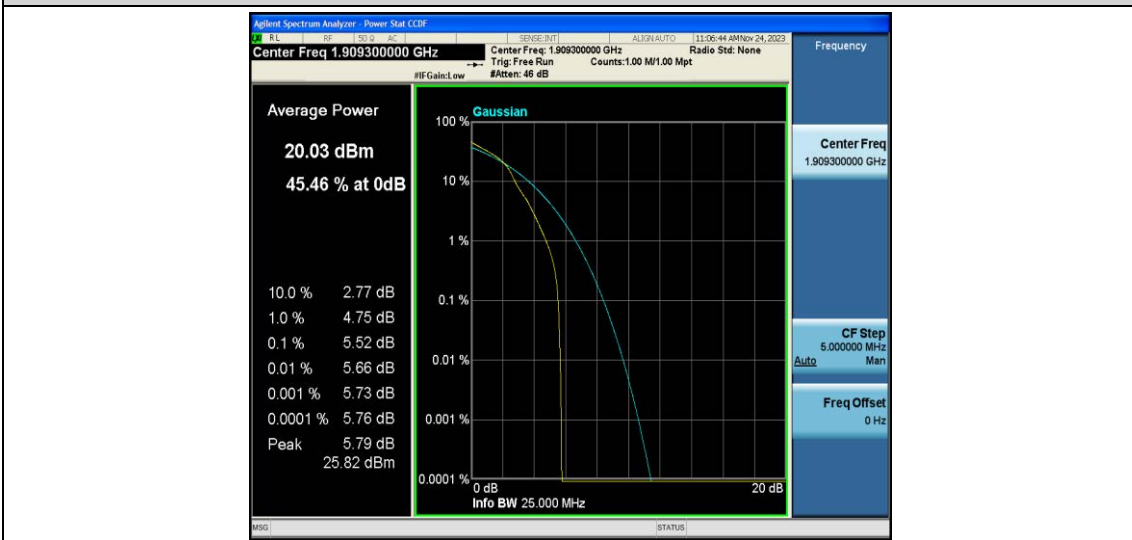 Agilent Spectrum Analyzer - Power Stat CCDF
LXI RL RF 50 Ω AC SENSE:INT ALIGN AUTO 11:06:44 AM Nov 24, 2023
Center Freq 1.909300000 GHz
Center Freq: 1.909300000 GHz Radio Std: None
Trig: Free Run Counts:1.00 M/1.00 Mpt
#IFGain:Low #Atten: 46 dB
Frequency
Average Power
20.03 dBm
45.46 % at 0dB
10.0 % 2.77 dB
1.0 % 4.75 dB
0.1 % 5.52 dB
0.01 % 5.66 dB
0.001 % 5.73 dB
0.0001 % 5.76 dB
Peak 5.79 dB
25.82 dBm
Gaussian
100 %
10 %
1 %
0.1 %
0.01 %
0.001 %
0.0001 %
0 dB 20 dB
Info BW 25.000 MHz
Center Freq
1.909300000 GHz
CF Step
5.000000 MHz
Auto Man
Freq Offset
0 Hz
MSG STATUS